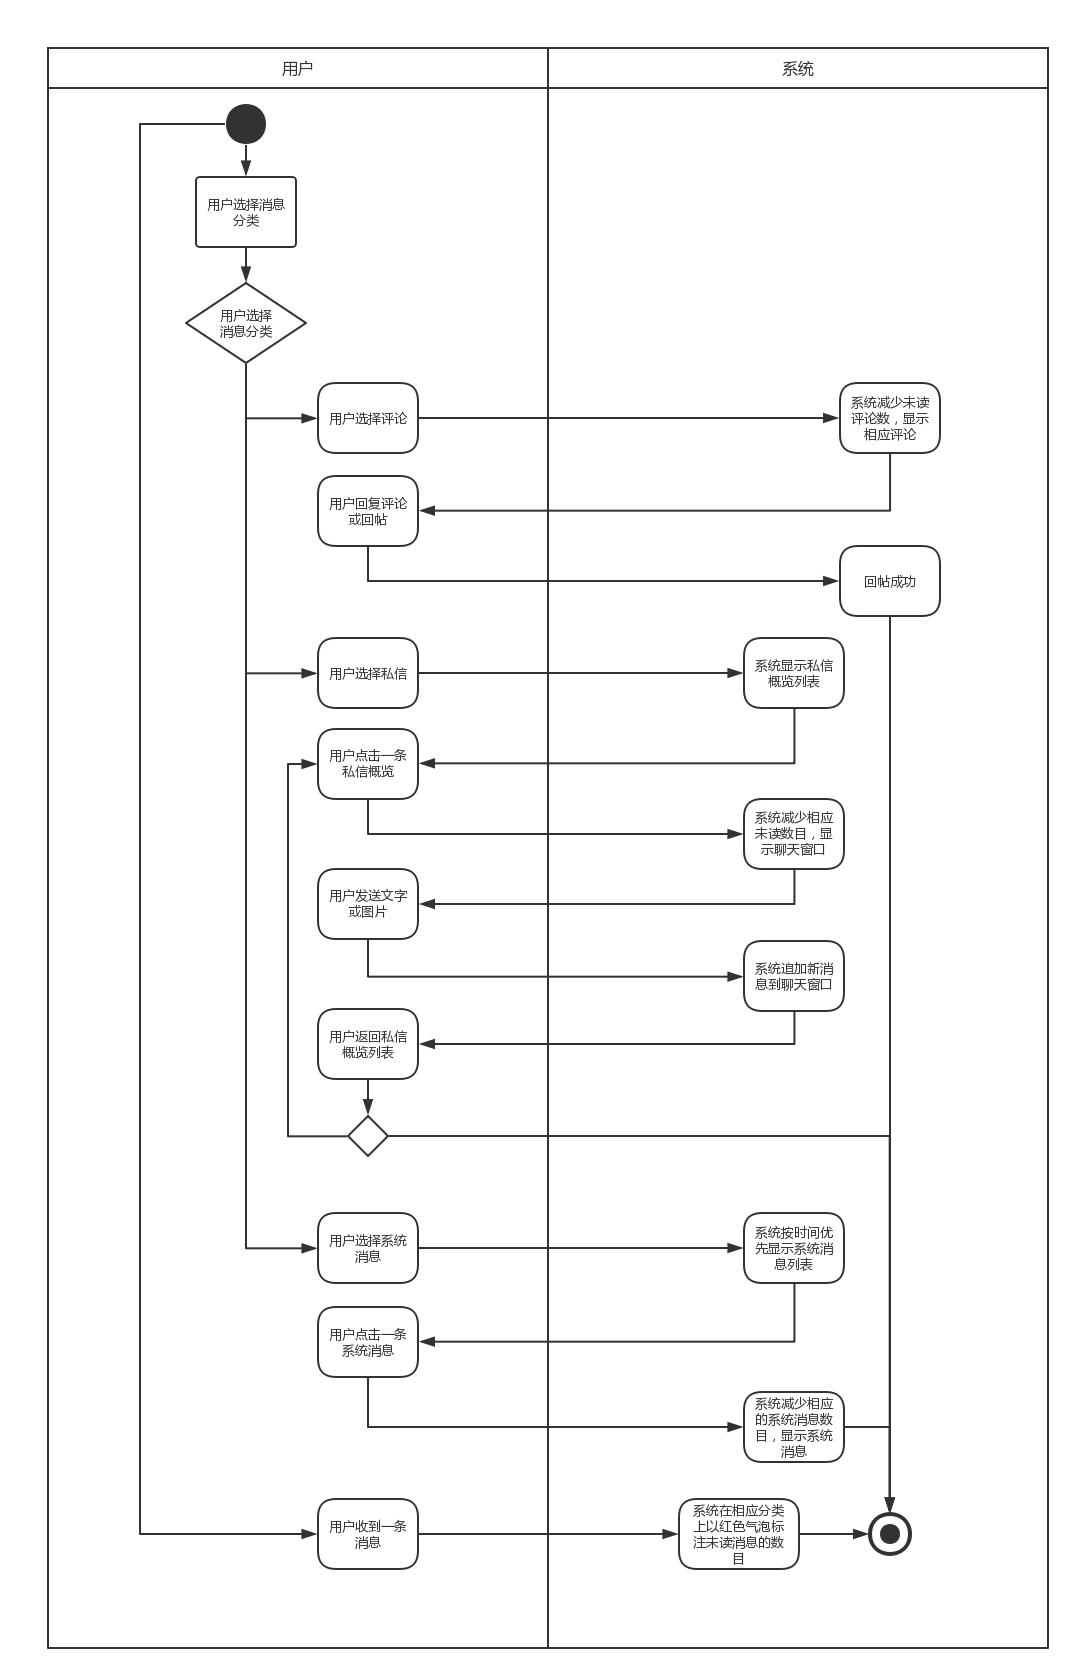 用户
系统
用户选择消息
分类
用户选择
消息分类
用户选择评论
系统减少未读
评论数，显示
相应评论
用户回复评论
或回帖
回帖成功
用户选择私信
系统显示私信
概览列表
用户点击一条
私信概览
系统减少相应
未读数目，显
示聊天窗口
用户发送文字
或图片
系统追加新消
息到聊天窗口
用户返回私信
概览列表
用户选择系统
消息
系统按时间优
先显示系统消
息列表
用户点击一条
系统消息
系统减少相应
的系统消息数
目，显示系统
消息
用户收到一条
消息
系统在相应分类
上以红色气泡标
注未读消息的数
目